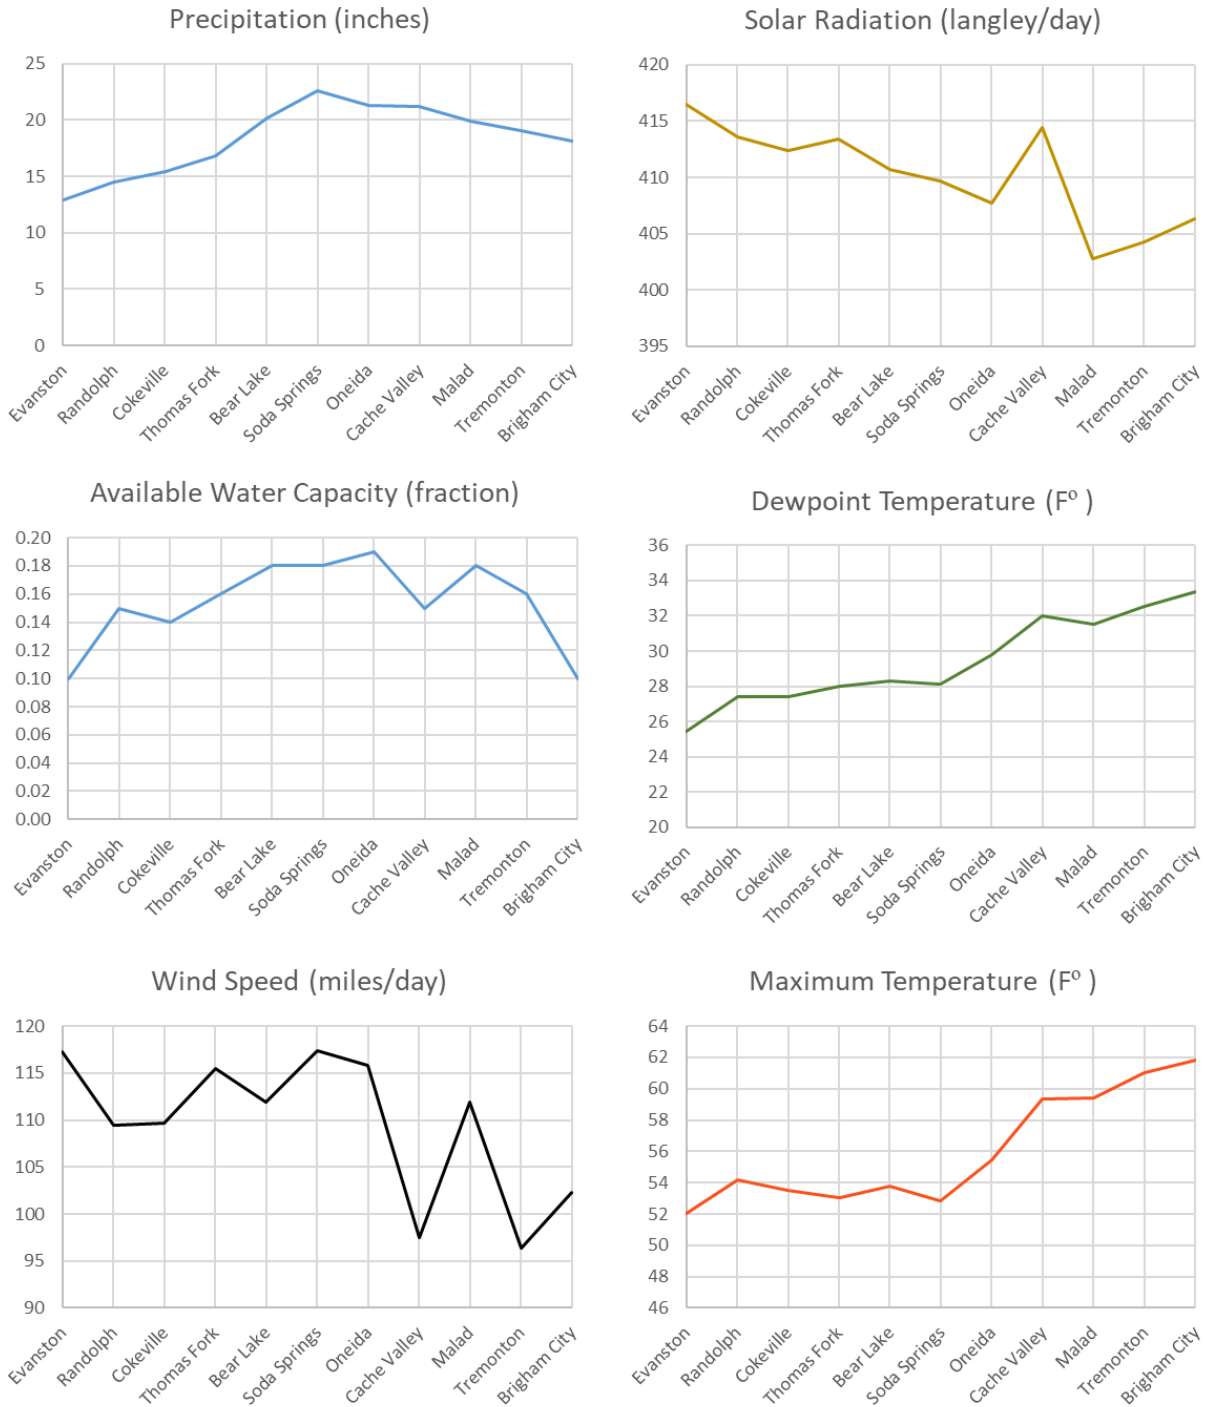 Precipitation (inches)
25
20
15
10
5
0
Evanston
Randolph
Cokeville
Thomas Fork
Bear Lake
Soda Springs
Oneida
Cache Valley
Malad
Tremonton
Brigham City
Solar Radiation (langley/day)
420
415
410
405
400
395
Evanston
Randolph
Cokeville
Thomas Fork
Bear Lake
Soda Springs
Oneida
Cache Valley
Malad
Tremonton
Brigham City
Available Water Capacity (fraction)
0.20
0.18
0.16
0.14
0.12
0.10
0.08
0.06
0.04
0.02
0.00
Evanston
Randolph
Cokeville
Thomas Fork
Bear Lake
Soda Springs
Oneida
Cache Valley
Malad
Tremonton
Brigham City
Dewpoint Temperature (Fº )
36
34
32
30
28
26
24
22
20
Evanston
Randolph
Cokeville
Thomas Fork
Bear Lake
Soda Springs
Oneida
Cache Valley
Malad
Tremonton
Brigham City
Wind Speed (miles/day)
120
115
110
105
100
95
90
Evanston
Randolph
Cokeville
Thomas Fork
Bear Lake
Soda Springs
Oneida
Cache Valley
Malad
Tremonton
Brigham City
Maximum Temperature (Fº )
64
62
60
58
56
54
52
50
48
46
Evanston
Randolph
Cokeville
Thomas Fork
Bear Lake
Soda Springs
Oneida
Cache Valley
Malad
Tremonton
Brigham City